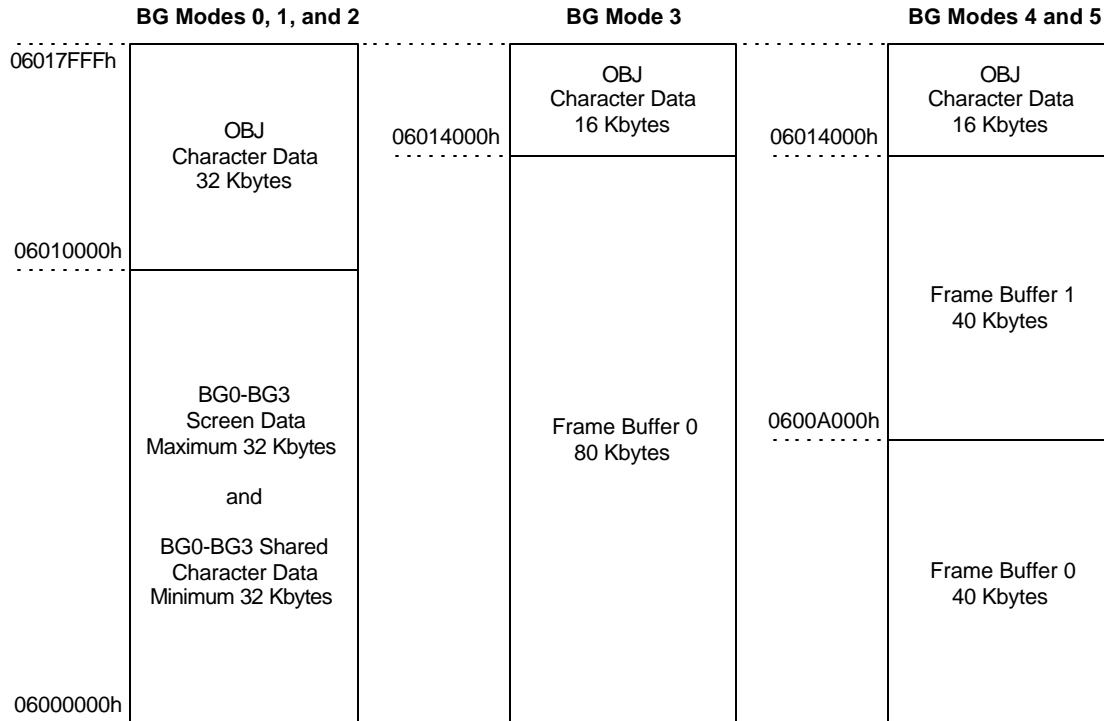 BG Modes 0, 1, and 2
06017FFFh
OBJ
Character Data
32 Kbytes
06010000h
BG0-BG3
Screen Data
Maximum 32 Kbytes
and
BG0-BG3 Shared
Character Data
Minimum 32 Kbytes
06000000h
BG Mode 3
OBJ
Character Data
16 Kbytes
06014000h
Frame Buffer 0
80 Kbytes
BG Modes 4 and 5
OBJ
Character Data
16 Kbytes
06014000h
Frame Buffer 1
40 Kbytes
0600A000h
Frame Buffer 0
40 Kbytes